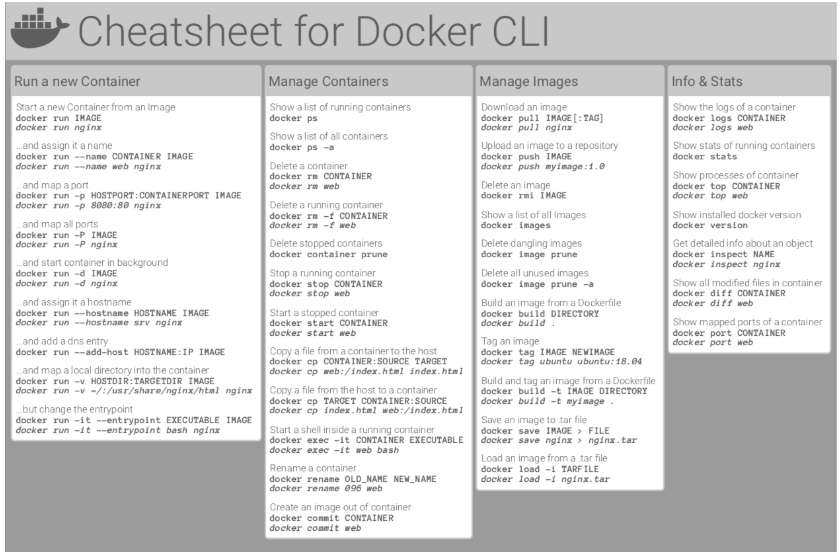 Cheatsheet for Docker CLI
Run a new Container
Start a new Container from an Image
docker run IMAGE
docker run nginx
...and assign it a name
docker run --name CONTAINER IMAGE
docker run --name web nginx
...and map a port
docker run -p HOSTPORT:CONTAINERPORT IMAGE
docker run -p 8080:80 nginx
...and map all ports
docker run -P IMAGE
docker run -P nginx
...and start container in background
docker run -d IMAGE
docker run -d nginx
...and assign it a hostname
docker run --hostname HOSTNAME IMAGE
docker run --hostname srv nginx
...and add a dns entry
docker run --add-host HOSTNAME:IP IMAGE
...and map a local directory into the container
docker run -v HOSTDIR:TARGETDIR IMAGE
docker run -v ~/:/usr/share/nginx/html nginx
...but change the entrypoint
docker run -it --entrypoint EXECUTABLE IMAGE
docker run -it --entrypoint bash nginx
Manage Containers
Show a list of running containers
docker ps
Show a list of all containers
docker ps -a
Delete a container
docker rm CONTAINER
docker rm web
Delete a running container
docker rm -f CONTAINER
docker rm -f web
Delete stopped containers
docker container prune
Stop a running container
docker stop CONTAINER
docker stop web
Start a stopped container
docker start CONTAINER
docker start web
Copy a file from a container to the host
docker cp CONTAINER:SOURCE TARGET
docker cp web:/index.html index.html
Copy a file from the host to a container
docker cp TARGET CONTAINER:SOURCE
docker cp index.html web:/index.html
Start a shell inside a running container
docker exec -it CONTAINER EXECUTABLE
docker exec -it web bash
Rename a container
docker rename OLD_NAME NEW_NAME
docker rename 096 web
Create an image out of container
docker commit CONTAINER
docker commit web
Manage Images
Download an image
docker pull IMAGE[:TAG]
docker pull nginx
Upload an image to a repository
docker push IMAGE
docker push myimage:1.0
Delete an image
docker rmi IMAGE
Show a list of all Images
docker images
Delete dangling images
docker image prune
Delete all unused images
docker image prune -a
Build an image from a Dockerfile
docker build DIRECTORY
docker build .
Tag an image
docker tag IMAGE NEWIMAGE
docker tag ubuntu ubuntu:18.04
Build and tag an image from a Dockerfile
docker build -t IMAGE DIRECTORY
docker build -t myimage .
Save an image to .tar file
docker save IMAGE > FILE
docker save nginx > nginx.tar
Load an image from a .tar file
docker load -i TARFILE
docker load -i nginx.tar
Info & Stats
Show the logs of a container
docker logs CONTAINER
docker logs web
Show stats of running containers
docker stats
Show processes of container
docker top CONTAINER
docker top web
Show installed docker version
docker version
Get detailed info about an object
docker inspect NAME
docker inspect nginx
Show all modified files in container
docker diff CONTAINER
docker diff web
Show mapped ports of a container
docker port CONTAINER
docker port web